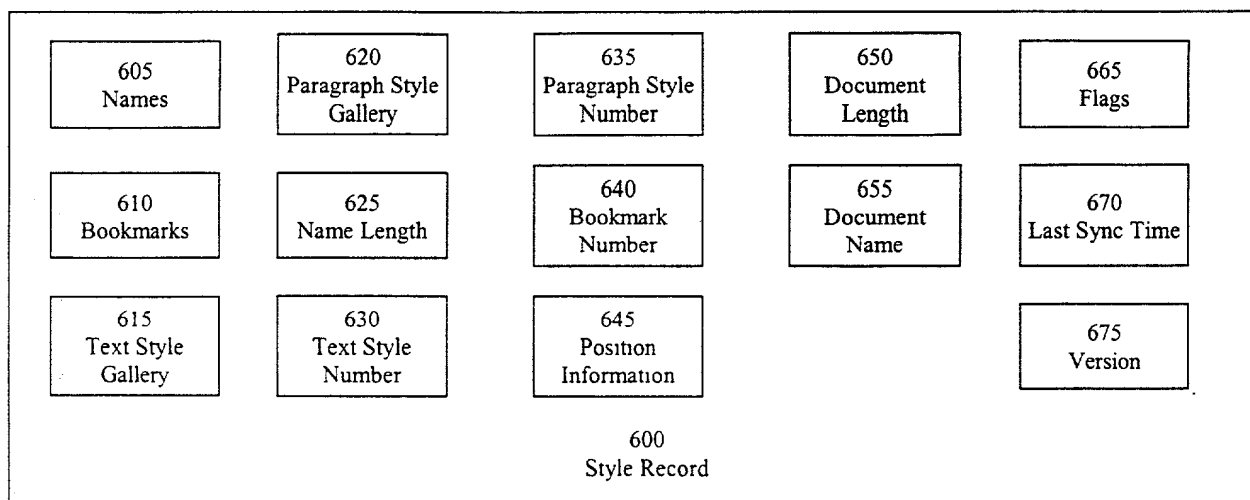 605
Names
620
Paragraph Style
Gallery
635
Paragraph Style
Number
650
Document
Length
665
Flags
610
Bookmarks
625
Name Length
640
Bookmark
Number
655
Document
Name
670
Last Sync Time
615
Text Style
Gallery
630
Text Style
Number
645
Position
Information
675
Version
600
Style Record